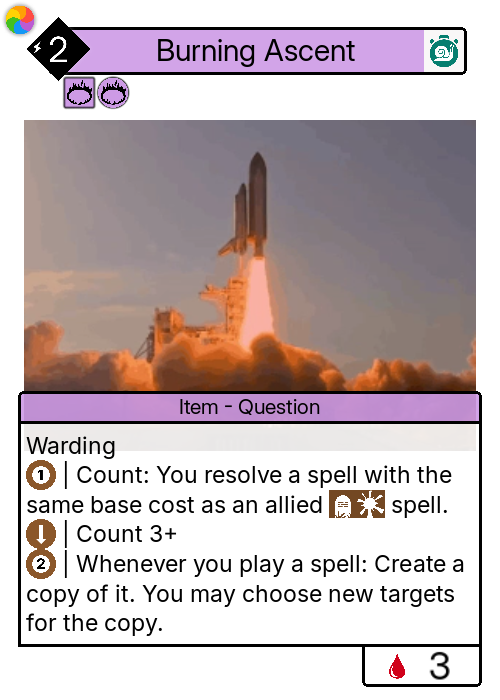 2 Burning Ascent
Item - Question
Warding
1 | Count: You resolve a spell with the
same base cost as an allied spell.
| Count 3+
2 | Whenever you play a spell: Create a
copy of it. You may choose new targets
for the copy.
3